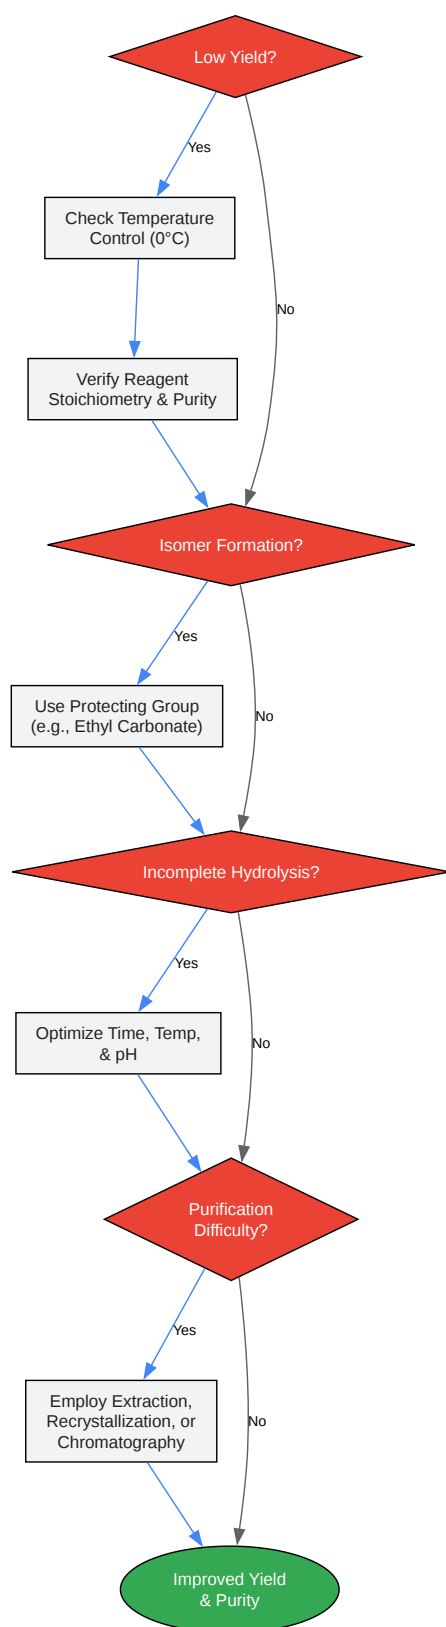 Low Yield?
Yes
Check Temperature
Control (0°C)
No
Verify Reagent
Stoichiometry & Purity
Isomer Formation?
Yes
Use Protecting Group
(e.g., Ethyl Carbonate)
No
Incomplete Hydrolysis?
Yes
Optimize Time, Temp,
& pH
No
Purification
Difficulty?
Yes
Employ Extraction,
Recrystallization, or
Chromatography
No
Improved Yield
& Purity